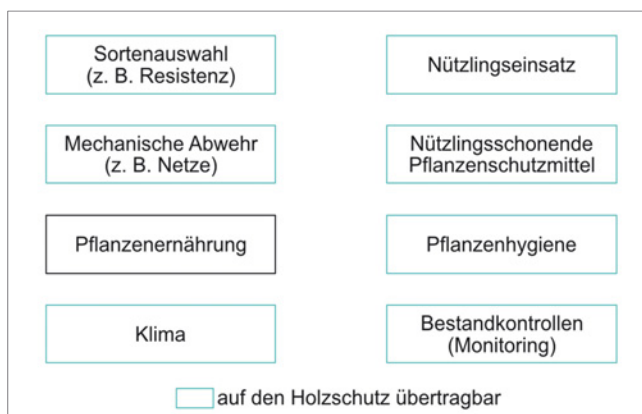 Sortenauswahl
(z. B. Resistenz)
Nützlingseinsatz
Mechanische Abwehr
(z. B. Netze)
Nützlingsschonende
Pflanzenschutzmittel
Pflanzenernährung
Pflanzenhygiene
Klima
Bestandkontrollen
(Monitoring)
auf den Holzschutz übertragbar